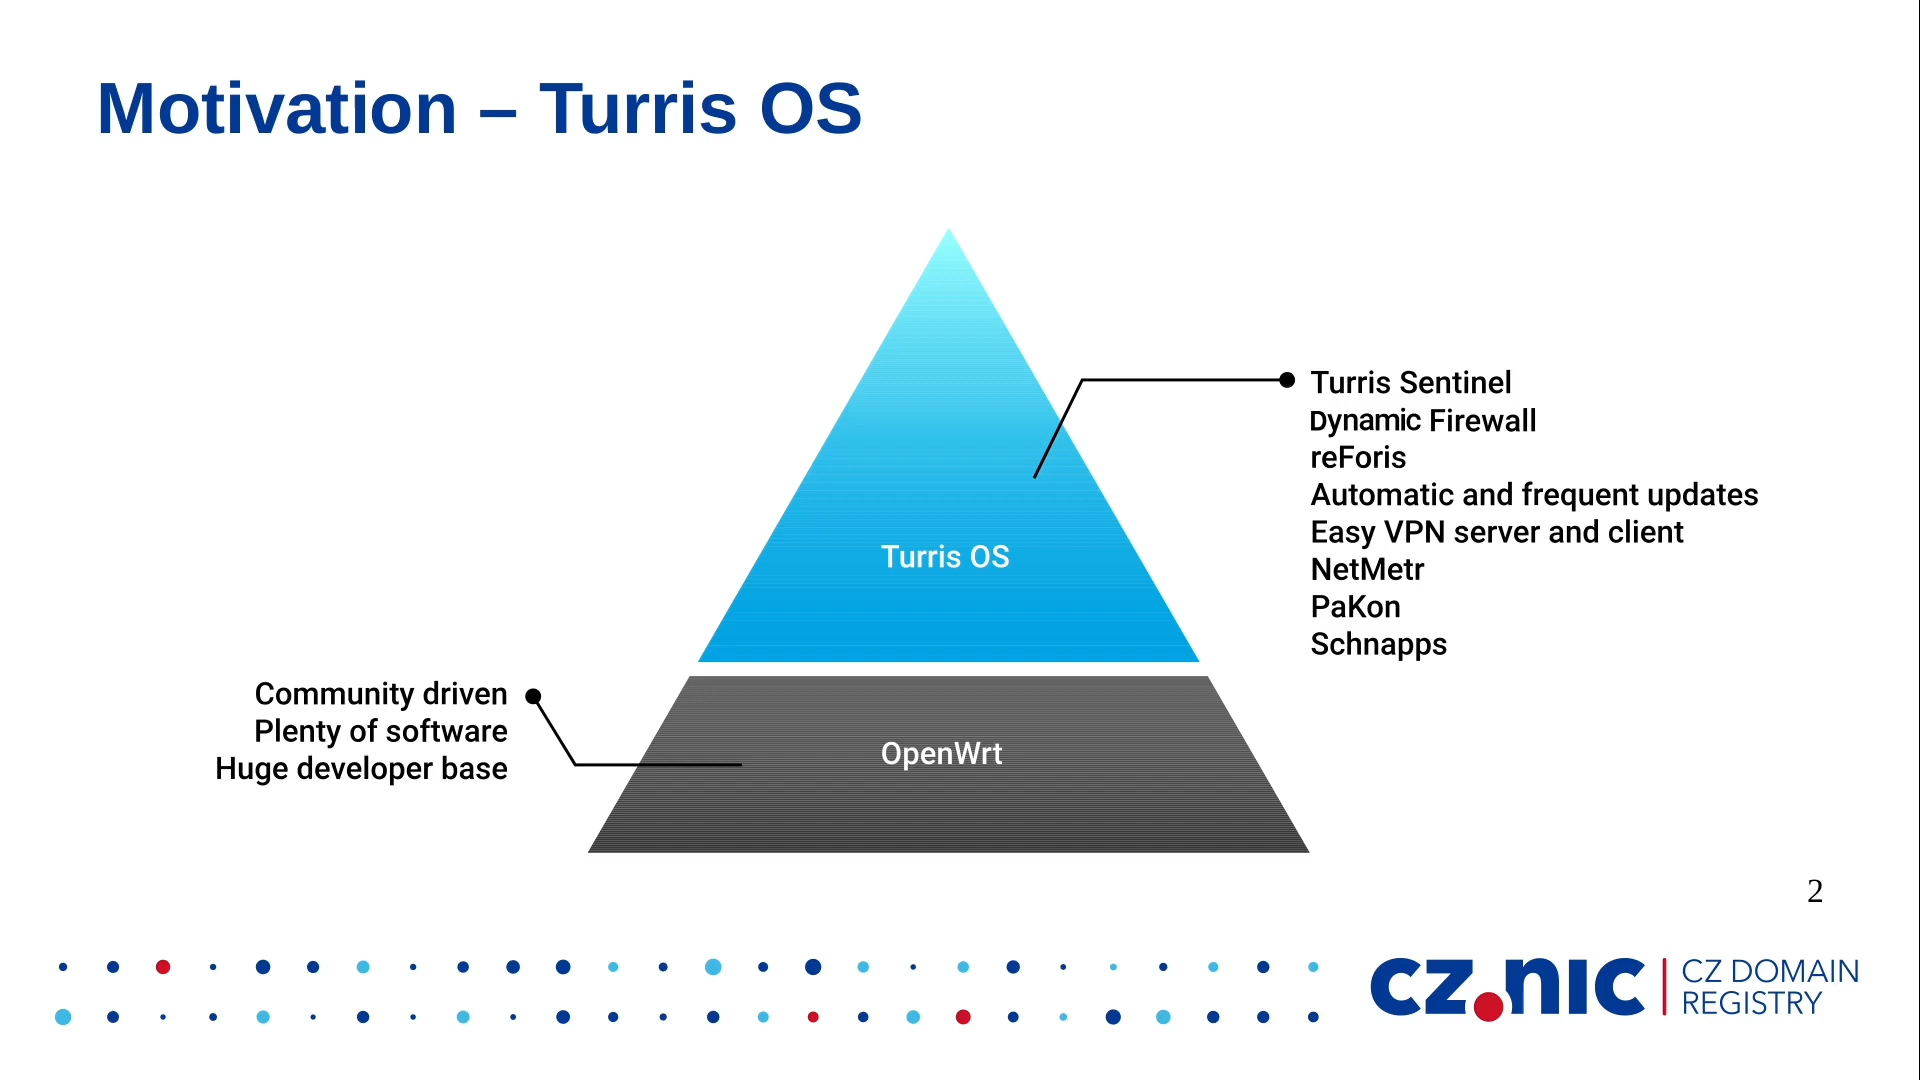 Motivation – Turris OS
Turris Sentinel
Dynamic Firewall
reForis
Automatic and frequent updates
Easy VPN server and client
NetMetr
PaKon
Schnapps
Turris OS
Community driven
Plenty of software
Huge developer base
OpenWrt
2
cz.nic
CZ DOMAIN
REGISTRY